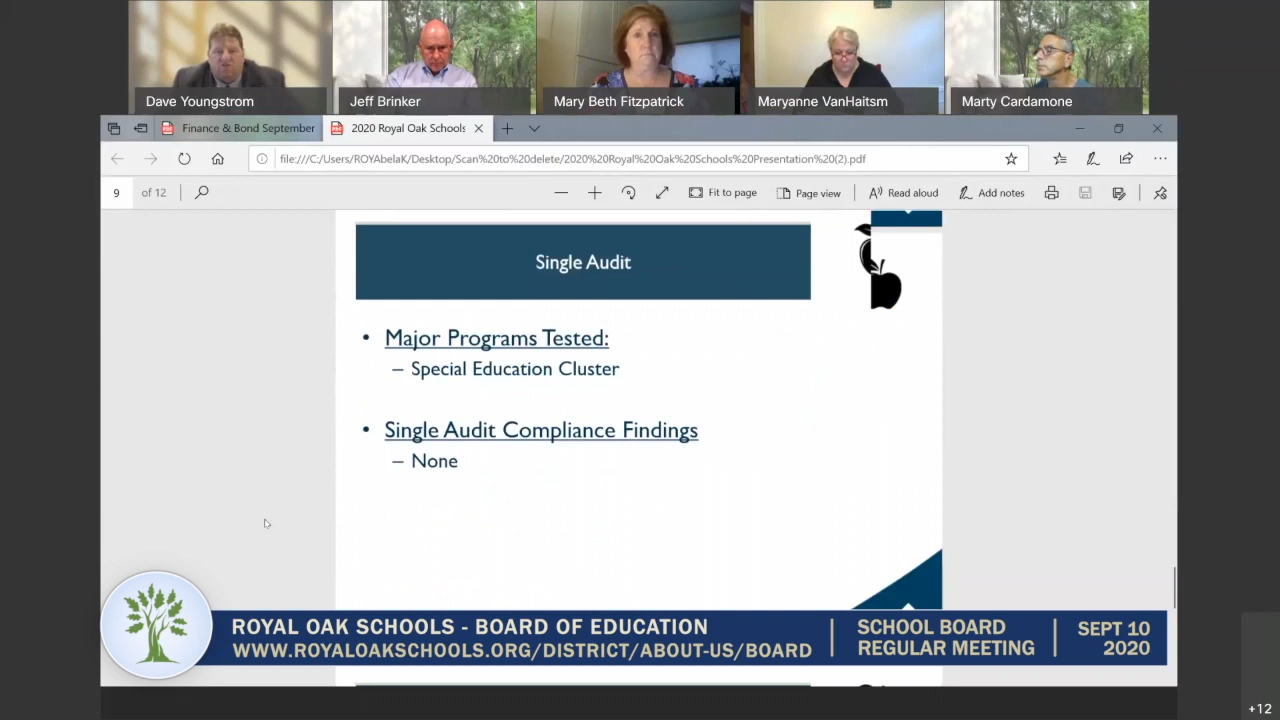 Dave Youngstrom
Jeff Brinker
Mary Beth Fitzpatrick
Maryanne VanHaitsm
Marty Cardamone
Finance & Bond September
2020 Royal Oak Schools
file:///C:/Users/ROYAbelaK/Desktop/Scan%20to%20delete/2020%20Royal%20Oak%20Schools%20Presentation%20(2).pdf
9 of 12
Fit to page
Page view
Read aloud
Add notes
Single Audit
• Major Programs Tested:
– Special Education Cluster
• Single Audit Compliance Findings
– None
ROYAL OAK SCHOOLS - BOARD OF EDUCATION
WWW.ROYALOAKSCHOOLS.ORG/DISTRICT/ABOUT-US/BOARD
SCHOOL BOARD
REGULAR MEETING
SEPT 10
2020
+12